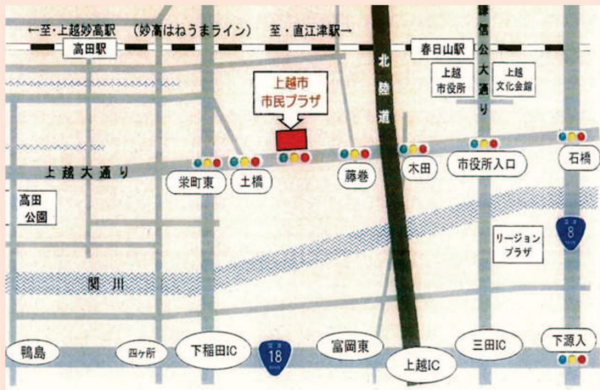 ←至・上越妙高駅 (妙高はねうまライン) 至・直江津駅→
高田駅
春日山駅
北陸道
謙信公大通り
上越
市役所
上越
文化会館
上越市
市民プラザ
上越大通り
栄町東
土橋
藤巻
木田
市役所入口
石橋
高田
公園
リージョン
プラザ
8
関川
鴨島
四ヶ所
下稲田IC
18
富岡東
上越IC
三田IC
下源入